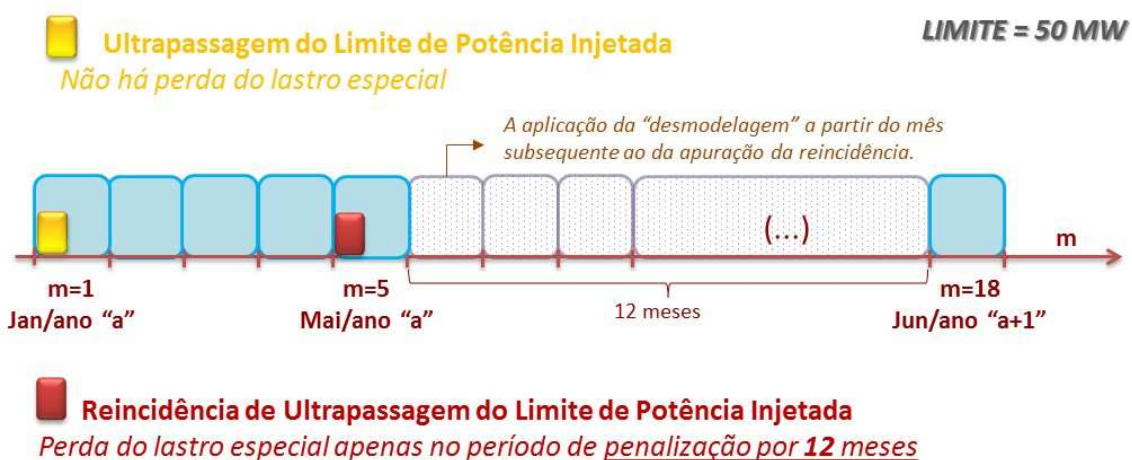 Ultrapassagem do Limite de Potência Injetada
LIMITE = 50 MW
Não há perda do lastro especial
A aplicação da “desmodelagem” a partir do mês
subsequente ao da apuração da reincidência.
(...)
m
m=1
m=5
m=18
Jan/ano “a”
Mai/ano “a”
12 meses
Jun/ano “a+1”
Reincidência de Ultrapassagem do Limite de Potência Injetada
Perda do lastro especial apenas no período de penalização por 12 meses